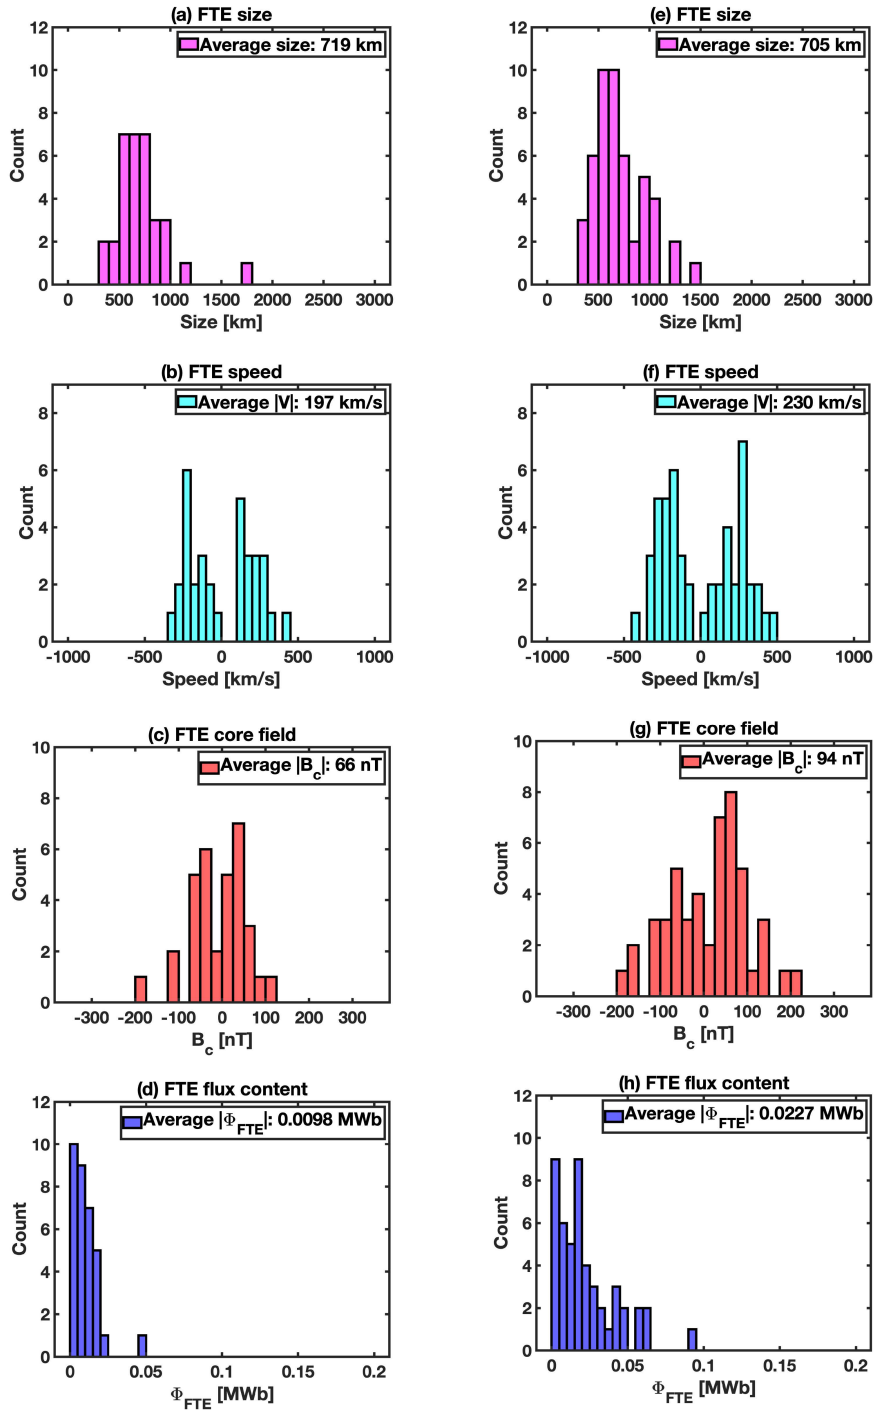 (a) FTE size
Average size: 719 km
12
10
8
6
4
2
0
Count
0 500 1000 1500 2000 2500 3000
Size [km]
(e) FTE size
Average size: 705 km
12
10
8
6
4
2
0
Count
0 500 1000 1500 2000 2500 3000
Size [km]
(b) FTE speed
Average |V|: 197 km/s
8
6
4
2
0
Count
-1000 -500 0 500 1000
Speed [km/s]
(f) FTE speed
Average |V|: 230 km/s
8
6
4
2
0
Count
-1000 -500 0 500 1000
Speed [km/s]
(c) FTE core field
Average |B_c|: 66 nT
10
8
6
4
2
0
Count
-300 -200 -100 0 100 200 300
B_c [nT]
(g) FTE core field
Average |B_c|: 94 nT
10
8
6
4
2
0
Count
-300 -200 -100 0 100 200 300
B_c [nT]
(d) FTE flux content
Average |Φ_FTE|: 0.0098 MWb
12
10
8
6
4
2
0
Count
0 0.05 0.1 0.15 0.2
Φ_FTE [MWb]
(h) FTE flux content
Average |Φ_FTE|: 0.0227 MWb
12
10
8
6
4
2
0
Count
0 0.05 0.1 0.15 0.2
Φ_FTE [MWb]